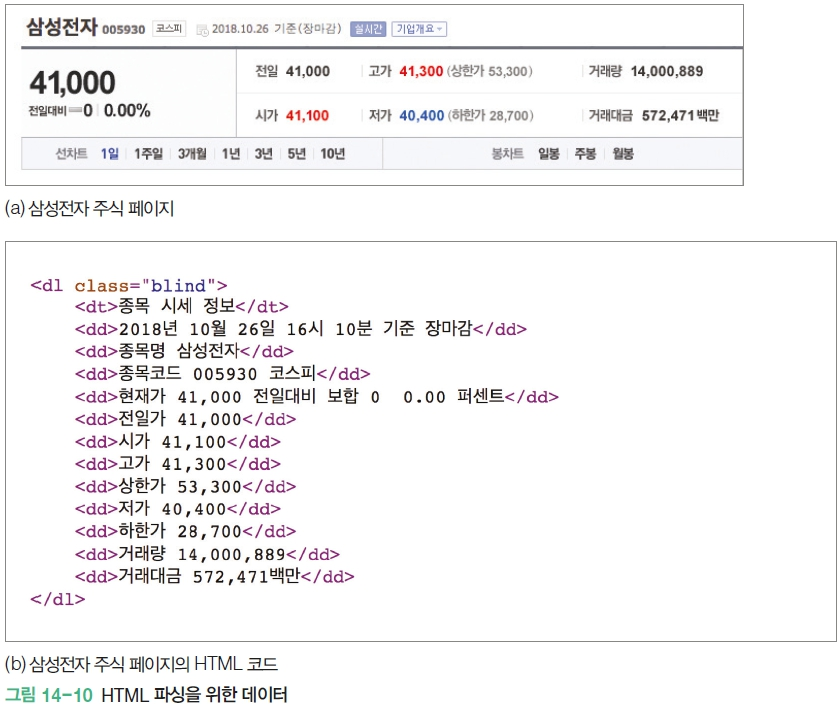 삼성전자 005930 코스피 2018.10.26 기준(장마감) 실시간 기업개요
41,000 전일 41,000 고가 41,300 (상한가 53,300) 거래량 14,000,889
전일대비 0 0.00% 시가 41,100 저가 40,400 (하한가 28,700) 거래대금 572,471 백만
선차트 1일 1주일 3개월 1년 3년 5년 10년 봉차트 일봉 주봉 월봉
(a) 삼성전자 주식 페이지
<dl class="blind">
<dt>종목 시세 정보</dt>
<dd>2018년 10월 26일 16시 10분 기준 장마감</dd>
<dd>종목명 삼성전자</dd>
<dd>종목코드 005930 코스피</dd>
<dd>현재가 41,000 전일대비 보합 0  0.00 퍼센트</dd>
<dd>전일가 41,000</dd>
<dd>시가 41,100</dd>
<dd>고가 41,300</dd>
<dd>상한가 53,300</dd>
<dd>저가 40,400</dd>
<dd>하한가 28,700</dd>
<dd>거래량 14,000,889</dd>
<dd>거래대금 572,471백만</dd>
</dl>
(b) 삼성전자 주식 페이지의 HTML 코드
그림 14-10 HTML 파싱을 위한 데이터